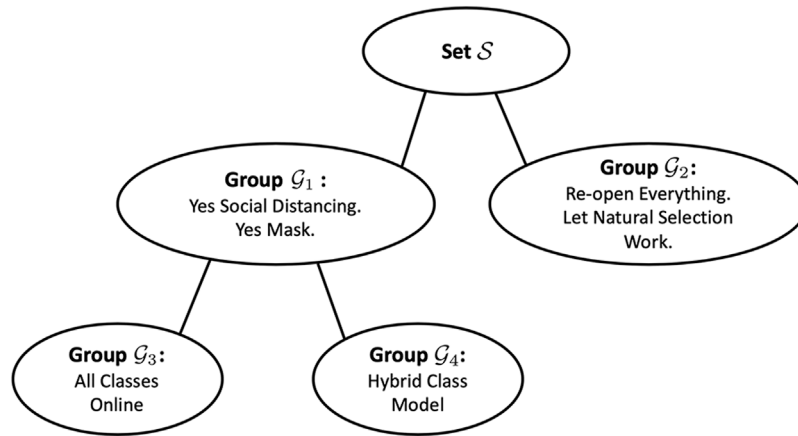 Set 𝒮
Group 𝒢₁ :
Yes Social Distancing.
Yes Mask.
Group 𝒢₂:
Re-open Everything.
Let Natural Selection
Work.
Group 𝒢₃:
All Classes
Online
Group 𝒢₄:
Hybrid Class
Model